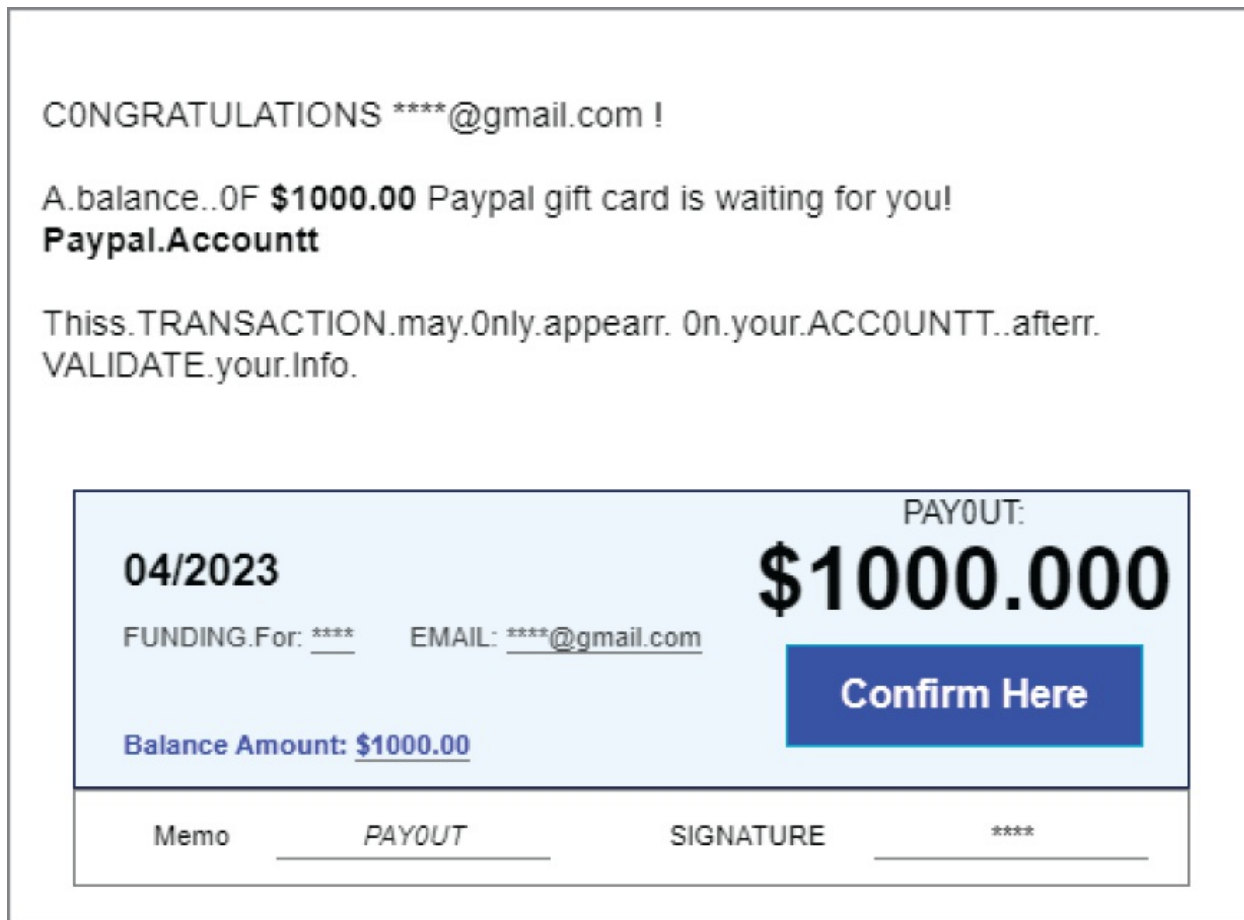 C0NGRATULATIONS ****@gmail.com !
A.balance..0F $1000.00 Paypal gift card is waiting for you!
Paypal.Accountt
Thiss.TRANSACTION.may.0nly.appearr. 0n.your.ACC0UNTT..afterr.
VALIDATE.your.Info.
PAY0UT:
$1000.000
04/2023
FUNDING.For: **** EMAIL: ****@gmail.com
Confirm Here
Balance Amount: $1000.00
Memo PAY0UT SIGNATURE ****